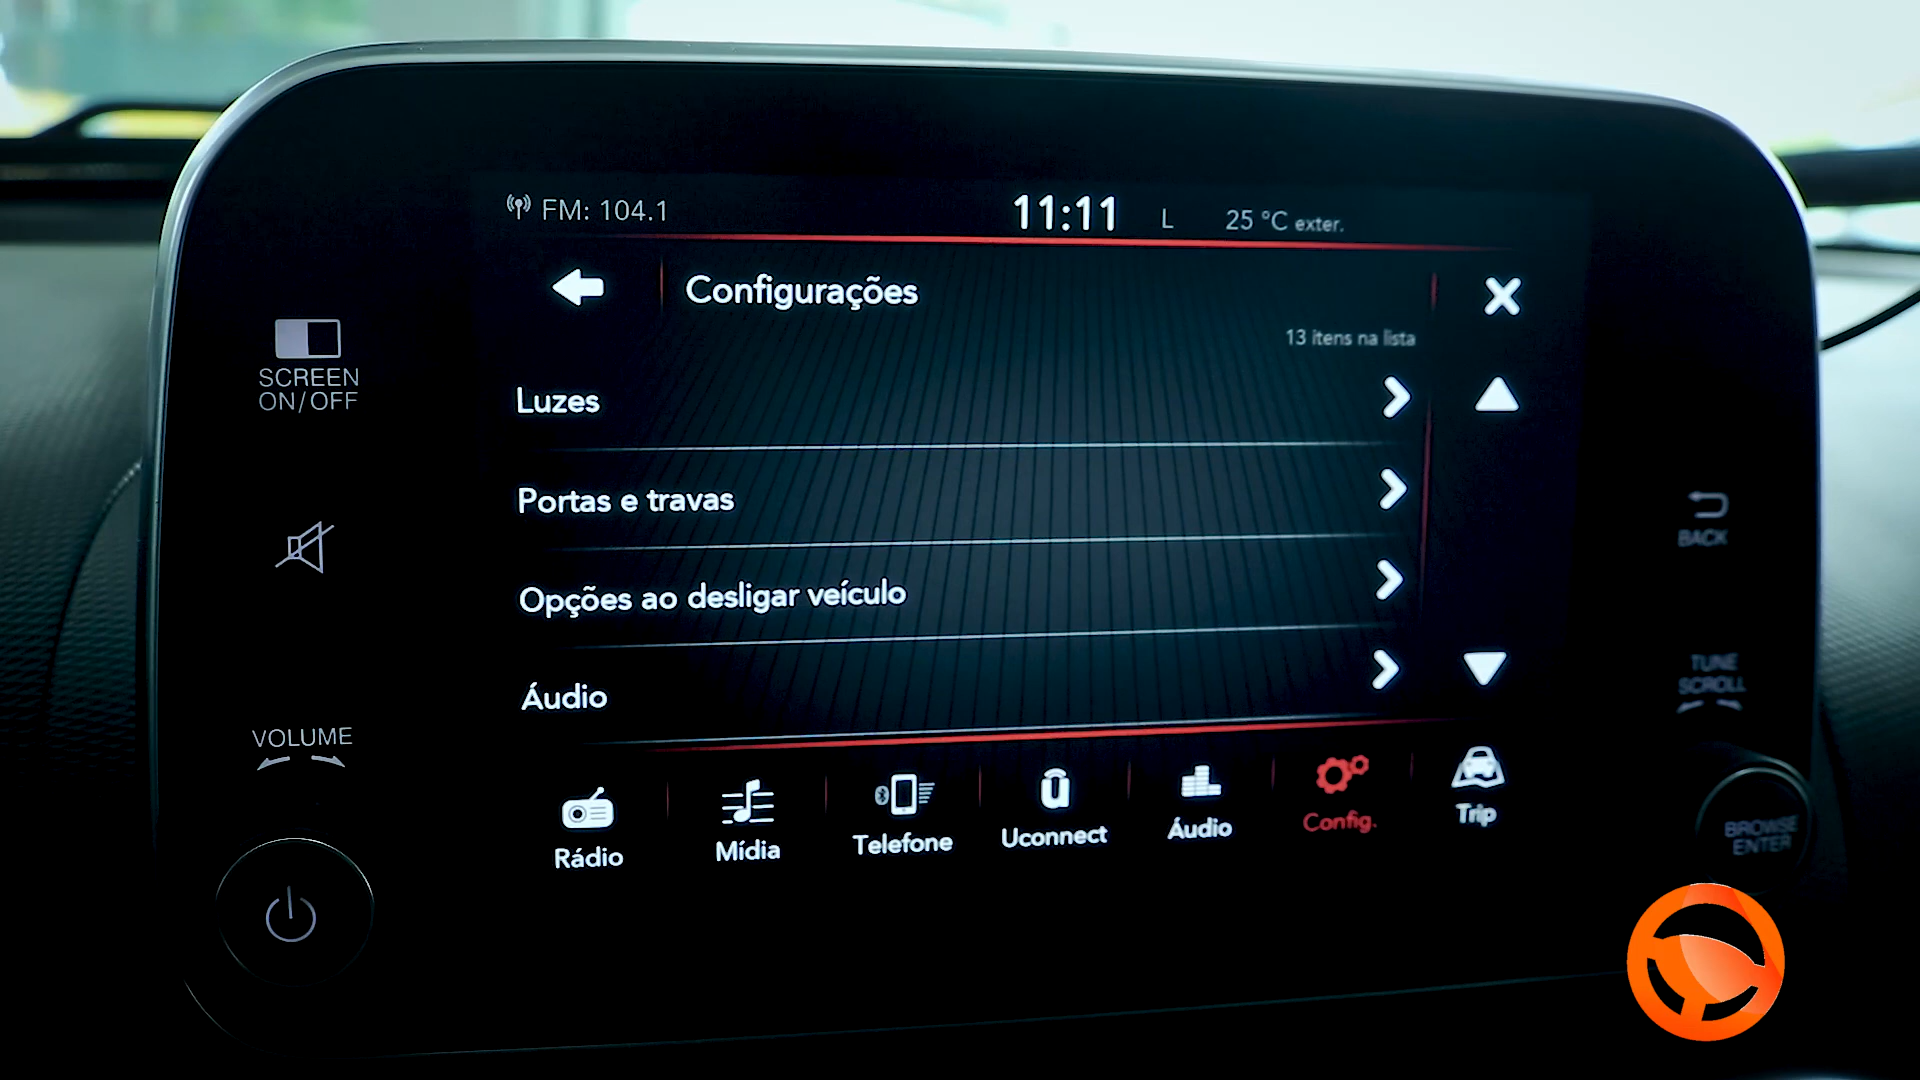 FM: 104.1 11:11 L 25 °C exter.
Configurações
13 itens na lista
Luzes
Portas e travas
Opções ao desligar veículo
Áudio
Rádio Mídia Telefone Uconnect Áudio Config. Trip
SCREEN
ON/OFF
VOLUME
BACK
TUNE
SCROLL
BROWSE
ENTER